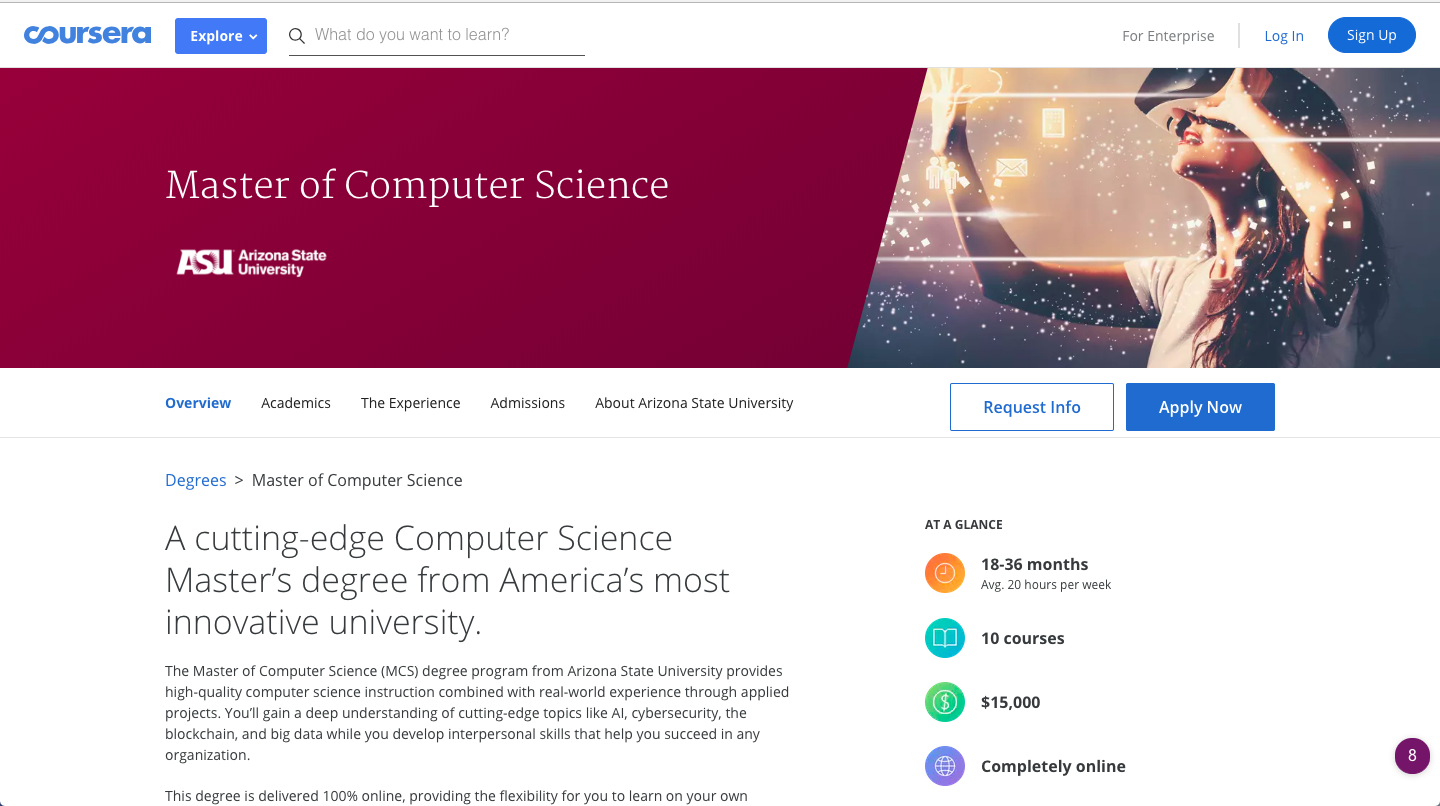 coursera
Explore
What do you want to learn?
For Enterprise
Log In
Sign Up
Master of Computer Science
ASU Arizona State
University
Overview
Academics
The Experience
Admissions
About Arizona State University
Request Info
Apply Now
Degrees > Master of Computer Science
A cutting-edge Computer Science
Master’s degree from America’s most
innovative university.
The Master of Computer Science (MCS) degree program from Arizona State University provides
high-quality computer science instruction combined with real-world experience through applied
projects. You’ll gain a deep understanding of cutting-edge topics like AI, cybersecurity, the
blockchain, and big data while you develop interpersonal skills that help you succeed in any
organization.
This degree is delivered 100% online, providing the flexibility for you to learn on your own
AT A GLANCE
18-36 months
Avg. 20 hours per week
10 courses
$15,000
Completely online
8